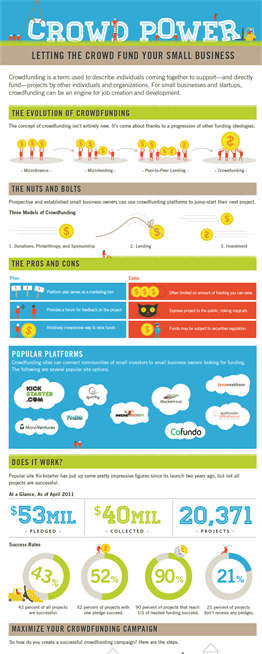 CROWD POWER
LETTING THE CROWD FUND YOUR SMALL BUSINESS
Crowdfunding is a term used to describe individuals coming together to support—and directly
fund—projects by other individuals and organizations. For small businesses and startups,
crowdfunding can be an engine for job creation and development.
THE EVOLUTION OF CROWDFUNDING
The concept of crowdfunding isn't entirely new. It's come about thanks to a progression of other funding ideologies.
- Microfinance -
- Microlending -
- Peer-to-Peer Lending -
- Crowdfunding -
THE NUTS AND BOLTS
Prospective and established small business owners can use crowdfunding platforms to jump-start their next project.
Three Models of Crowdfunding
1. Donations, Philanthropy, and Sponsorship
2. Lending
3. Investment
THE PROS AND CONS
Pros
Cons
Platform also serves as a marketing tool
Often limited on amount of funding you can raise
Provides a forum for feedback on the project
Exposes project to the public, risking copycats
Relatively inexpensive way to raise funds
Funds may be subject to securities regulation
POPULAR PLATFORMS
Crowdfunding sites can connect communities of small investors to small business owners looking for funding.
The following are several popular site options.
KICK
STARTER
.COM
quirky
RocketHub
Peerbackers
Profounder
Peoble
INDIEGOGO
MicroVentures
Cofundo
DOES IT WORK?
Popular site Kickstarter has put up some pretty impressive figures since its launch two years ago, but not all
projects are successful.
At a Glance, As of April 2011
$53MIL
- PLEDGED -
$40MIL
- COLLECTED -
20,371
- PROJECTS -
Success Rates
43%
52%
90%
21%
43 percent of all projects
are successful.
52 percent of projects with
one pledge succeed.
90 percent of projects that reach
1/3 of needed funding succeed.
21 percent of projects
don't receive any pledges.
MAXIMIZE YOUR CROWDFUNDING CAMPAIGN
So how do you create a successful crowdfunding campaign? Here are the steps.